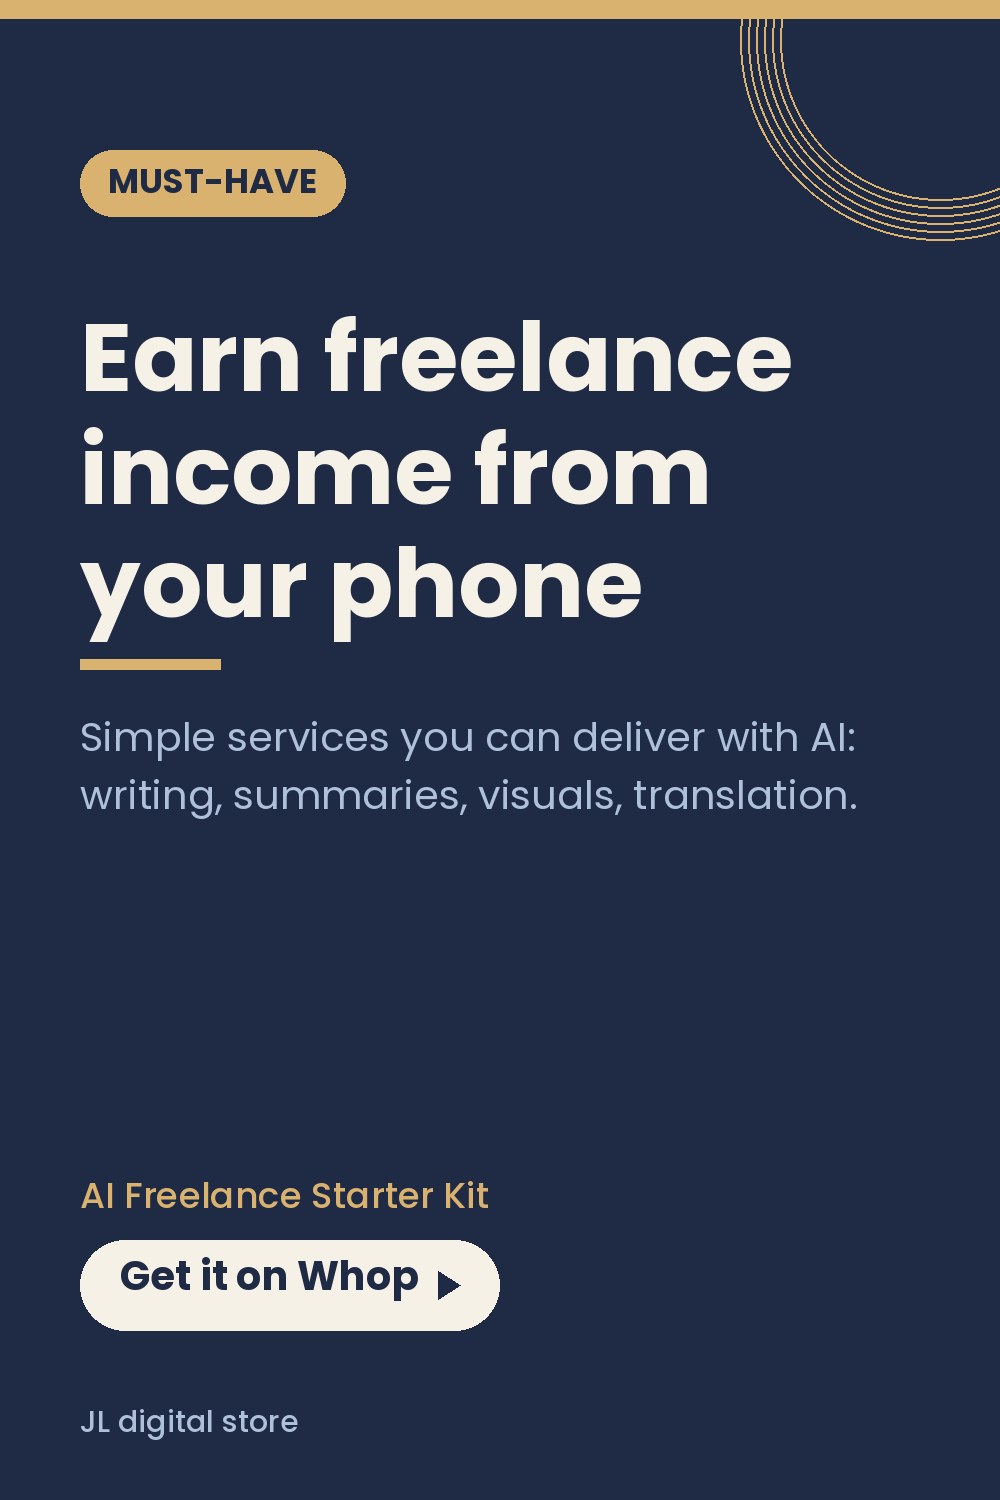 MUST-HAVE
Earn freelance
income from
your phone
Simple services you can deliver with AI:
writing, summaries, visuals, translation.
AI Freelance Starter Kit
Get it on Whop
JL digital store